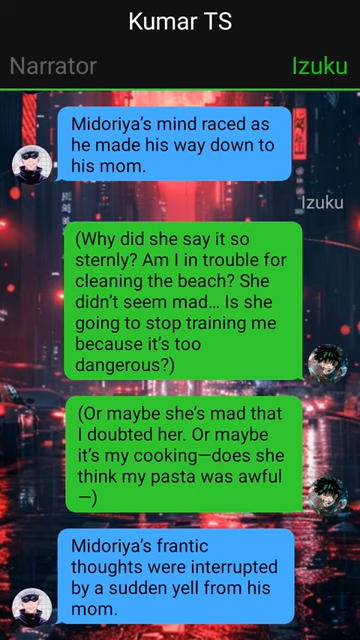 Kumar TS
Narrator
Izuku
Midoriya’s mind raced as
he made his way down to
his mom.
Izuku
(Why did she say it so
sternly? Am I in trouble for
cleaning the beach? She
didn’t seem mad… Is she
going to stop training me
because it’s too
dangerous?)
(Or maybe she’s mad that
I doubted her. Or maybe
it’s my cooking—does she
think my pasta was awful
—)
Midoriya’s frantic
thoughts were interrupted
by a sudden yell from his
mom.